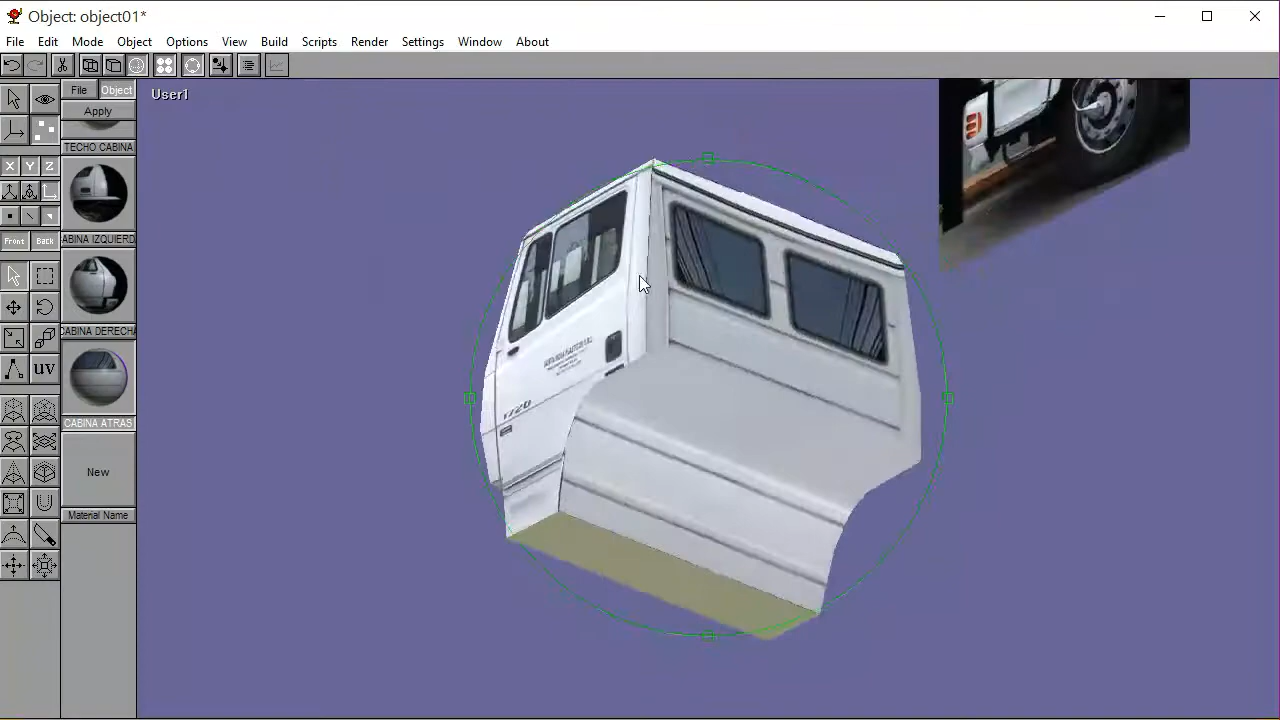 Object: object01*
File Edit Mode Object Options View Build Scripts Render Settings Window About
File Object
Apply
User1
TECHO CABINA
X Y Z
ABINA IZQUIERD
Front Back
CABINA DERECHA
uv
CABINA ATRAS
New
Material Name
1720